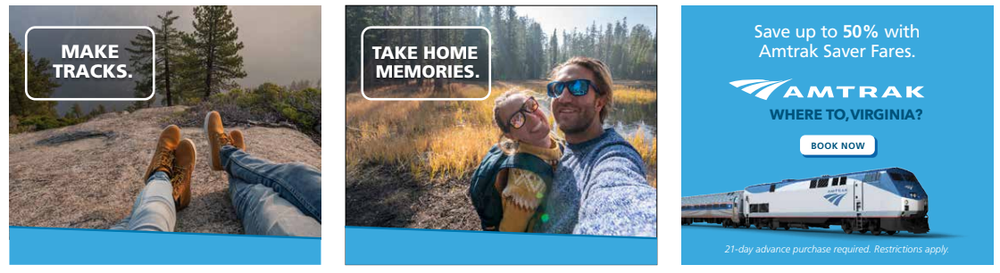 MAKE
TRACKS.
TAKE HOME
MEMORIES.
Save up to 50% with
Amtrak Saver Fares.
AMTRAK
WHERE TO, VIRGINIA?
BOOK NOW
AMTRAK
21-day advance purchase required. Restrictions apply.